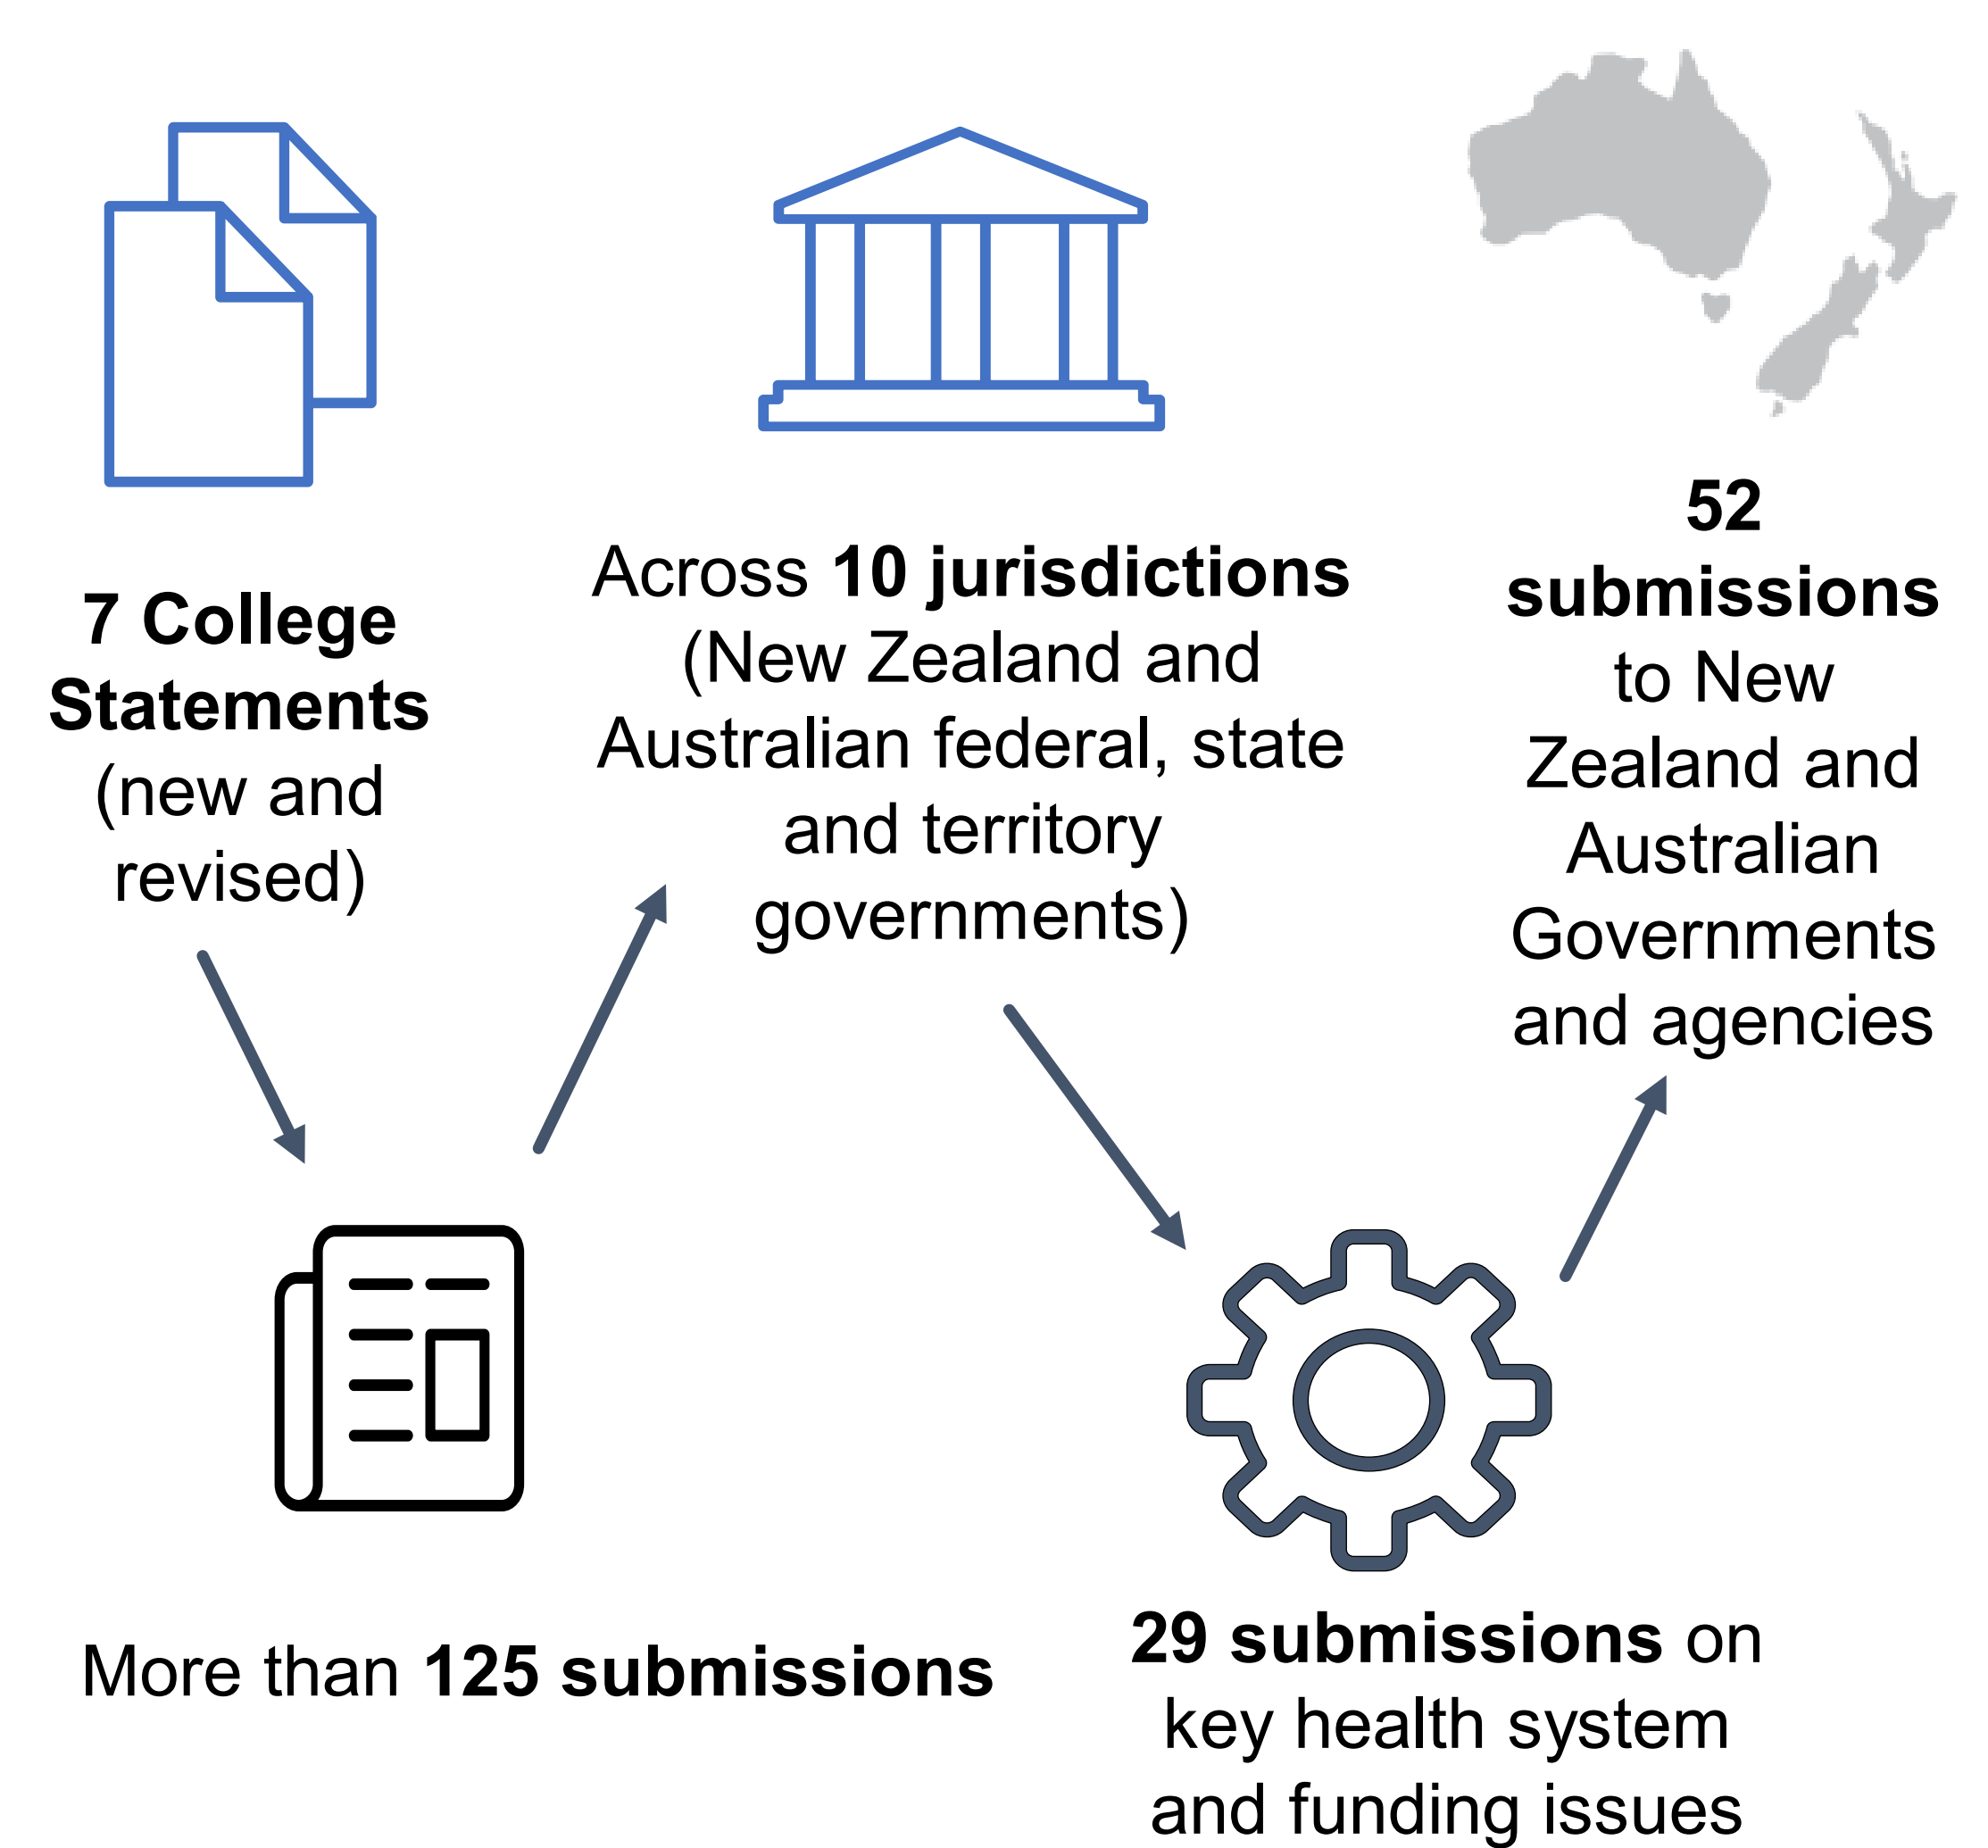 7 College
Statements
(new and
revised)
More than 125 submissions
Across 10 jurisdictions
(New Zealand and
Australian federal, state
and territory
governments)
29 submissions on
key health system
and funding issues
52
submissions
to New
Zealand and
Australian
Governments
and agencies